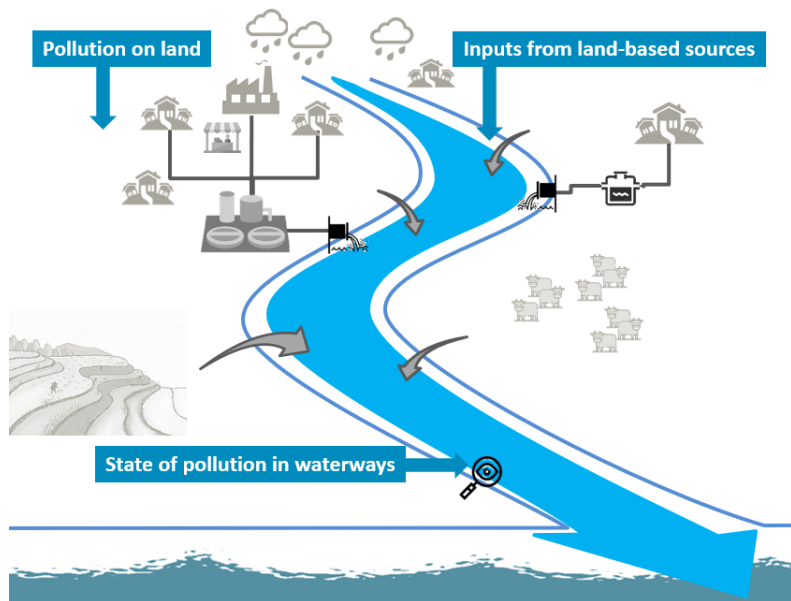 Pollution on land
Inputs from land-based sources
State of pollution in waterways